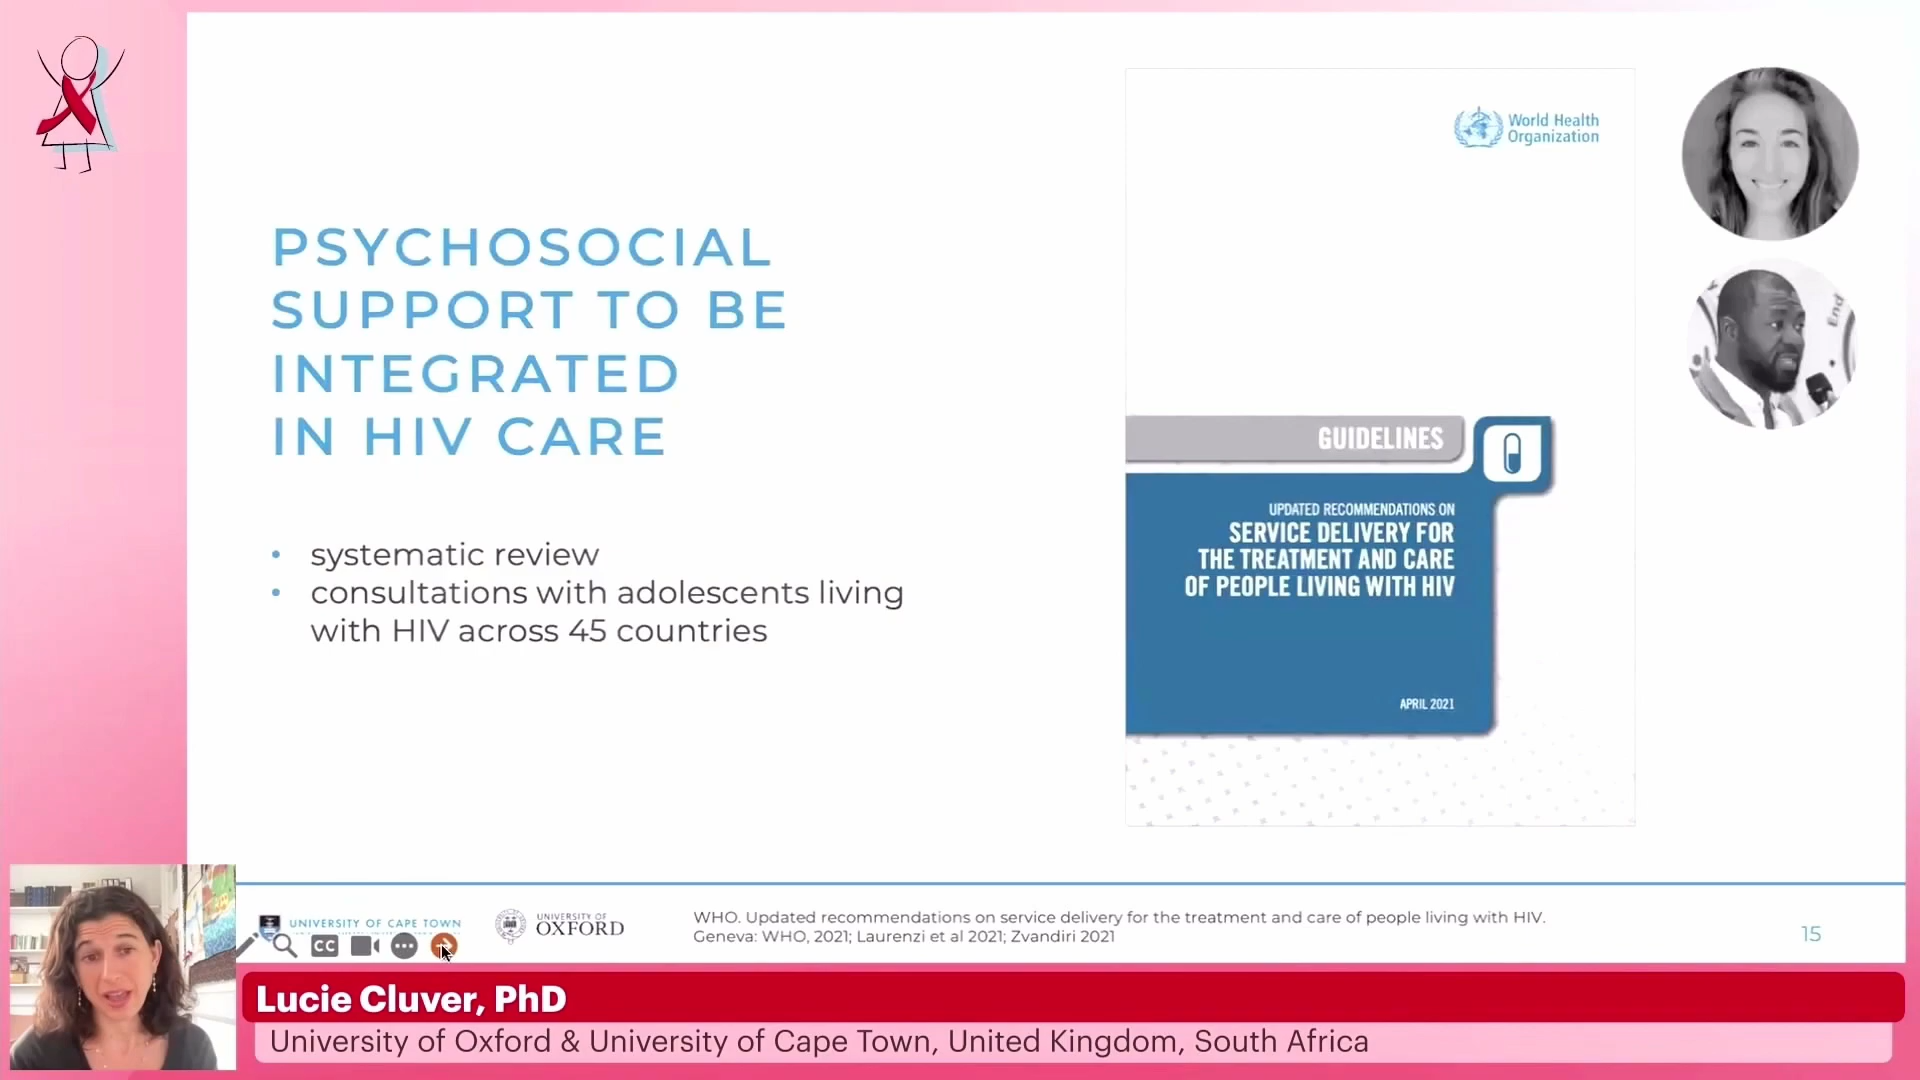 World Health
Organization
PSYCHOSOCIAL
SUPPORT TO BE
INTEGRATED
IN HIV CARE
• systematic review
• consultations with adolescents living
with HIV across 45 countries
GUIDELINES
UPDATED RECOMMENDATIONS ON
SERVICE DELIVERY FOR
THE TREATMENT AND CARE
OF PEOPLE LIVING WITH HIV
APRIL 2021
End
UNIVERSITY OF CAPE TOWN
UNIVERSITY OF
OXFORD
WHO. Updated recommendations on service delivery for the treatment and care of people living with HIV.
Geneva: WHO, 2021; Laurenzi et al 2021; Zvandiri 2021
15
CC
Lucie Cluver, PhD
University of Oxford & University of Cape Town, United Kingdom, South Africa